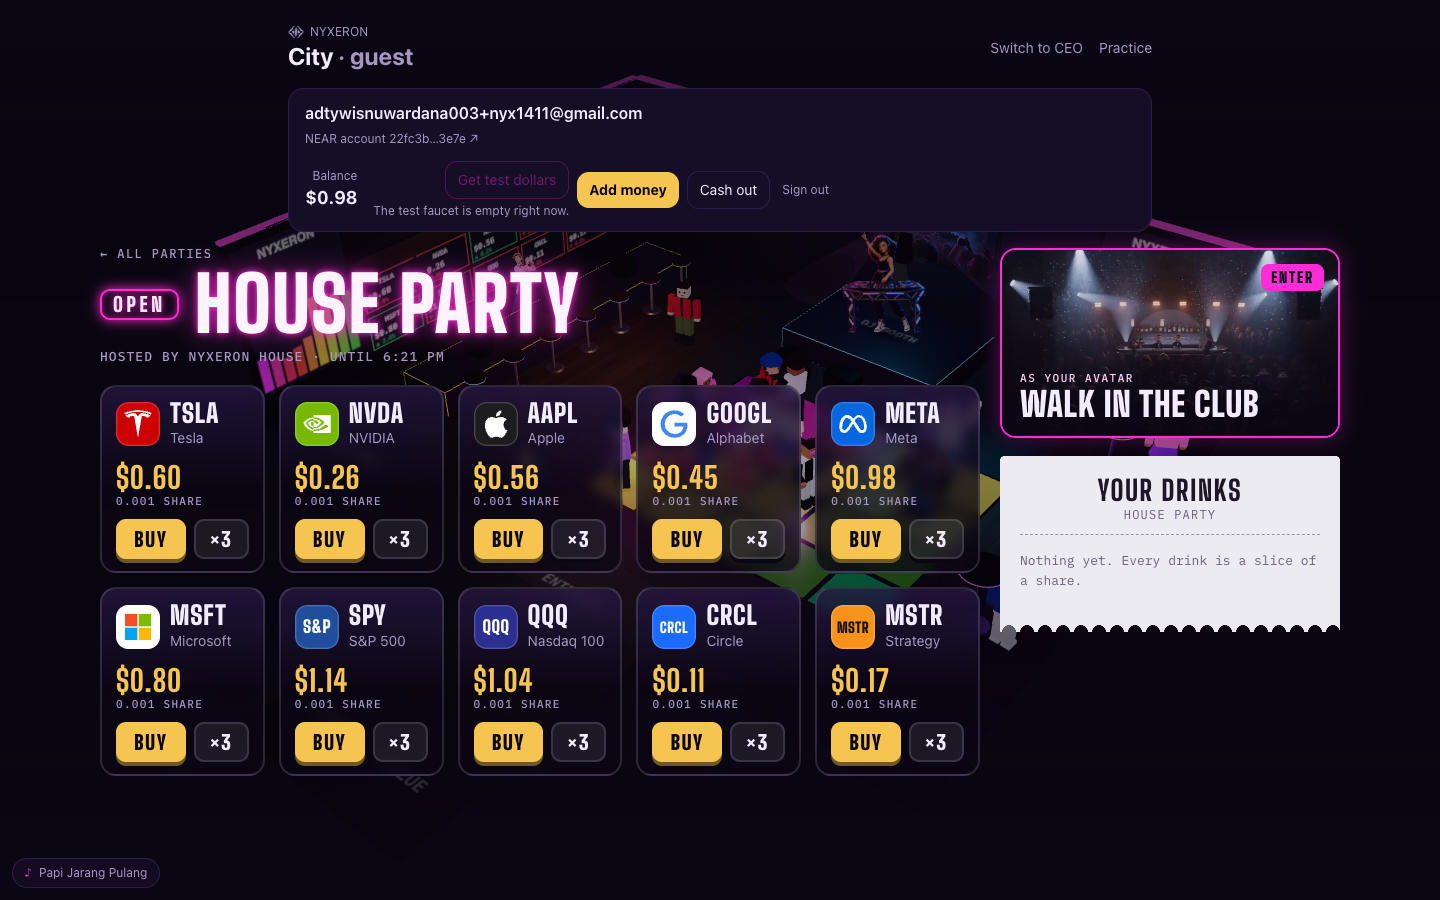 NYXERON
City · guest
Switch to CEO
Practice
adtywisnuwardana003+nyx1411@gmail.com
NEAR account 22fc3b...3e7e ↗
Balance
$0.98
Get test dollars
The test faucet is empty right now.
Add money
Cash out
Sign out
← ALL PARTIES
NYXERON
OPEN
HOUSE PARTY
HOSTED BY NYXERON HOUSE · UNTIL 6:21 PM
TSLA
Tesla
$0.60
0.001 SHARE
BUY
×3
NVDA
NVIDIA
$0.26
0.001 SHARE
BUY
×3
AAPL
Apple
$0.56
0.001 SHARE
BUY
×3
GOOGL
Alphabet
$0.45
0.001 SHARE
BUY
×3
META
Meta
$0.98
0.001 SHARE
BUY
×3
MSFT
Microsoft
$0.80
0.001 SHARE
BUY
×3
S&P
SPY
S&P 500
$1.14
0.001 SHARE
BUY
×3
QQQ
QQQ
Nasdaq 100
$1.04
0.001 SHARE
BUY
×3
CRCL
CRCL
Circle
$0.11
0.001 SHARE
BUY
×3
MSTR
MSTR
Strategy
$0.17
0.001 SHARE
BUY
×3
ENTER
AS YOUR AVATAR
WALK IN THE CLUB
YOUR DRINKS
HOUSE PARTY
Nothing yet. Every drink is a slice of
a share.
♪ Papi Jarang Pulang